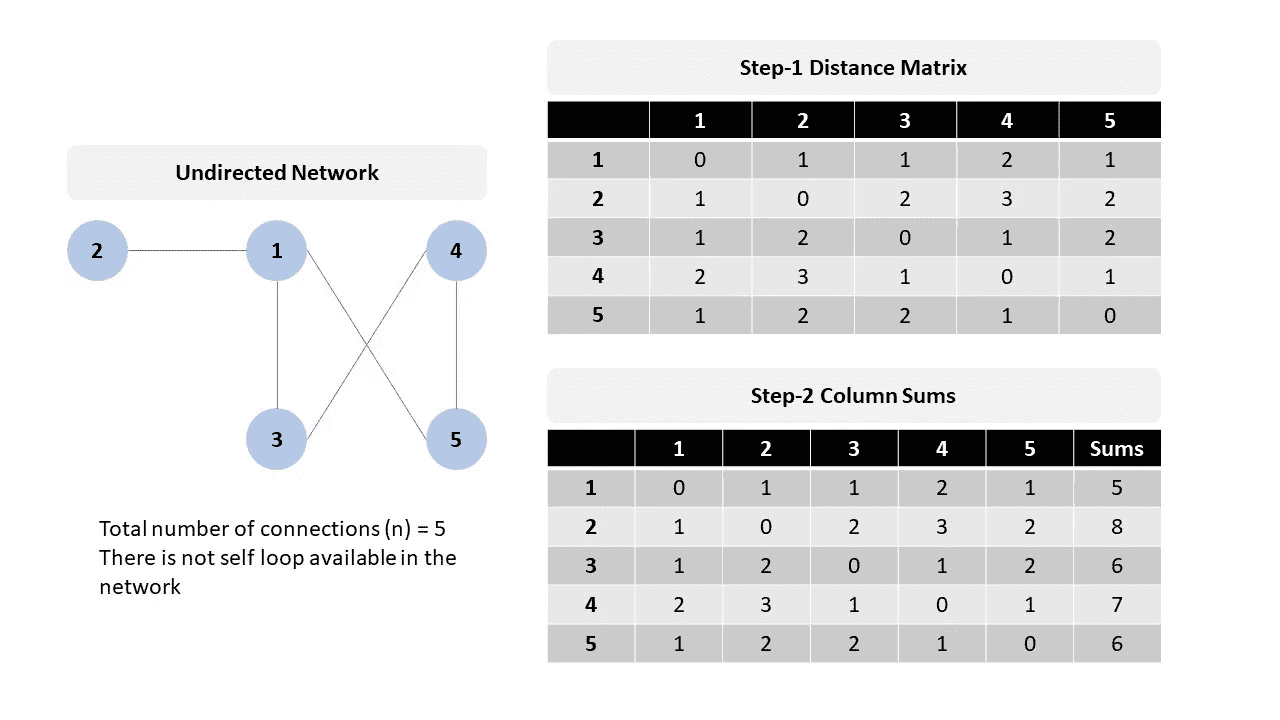 Undirected Network
2 1 4
3 5
Total number of connections (n) = 5
There is not self loop available in the
network
Step-1 Distance Matrix
1 2 3 4 5
1 0 1 1 2 1
2 1 0 2 3 2
3 1 2 0 1 2
4 2 3 1 0 1
5 1 2 2 1 0
Step-2 Column Sums
1 2 3 4 5 Sums
1 0 1 1 2 1 5
2 1 0 2 3 2 8
3 1 2 0 1 2 6
4 2 3 1 0 1 7
5 1 2 2 1 0 6